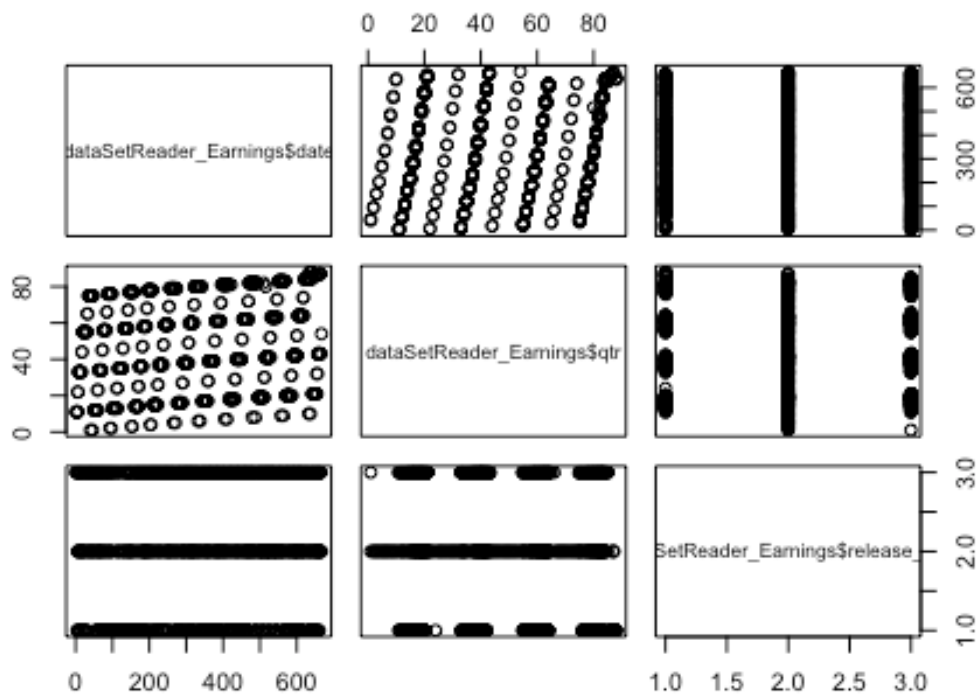 0 20 40 60 80
dataSetReader_Earnings$date
0 300 600
0 40 80
dataSetReader_Earnings$qtr
SetReader_Earnings$release_
1.0 2.0 3.0
0 200 400 600
1.0 1.5 2.0 2.5 3.0